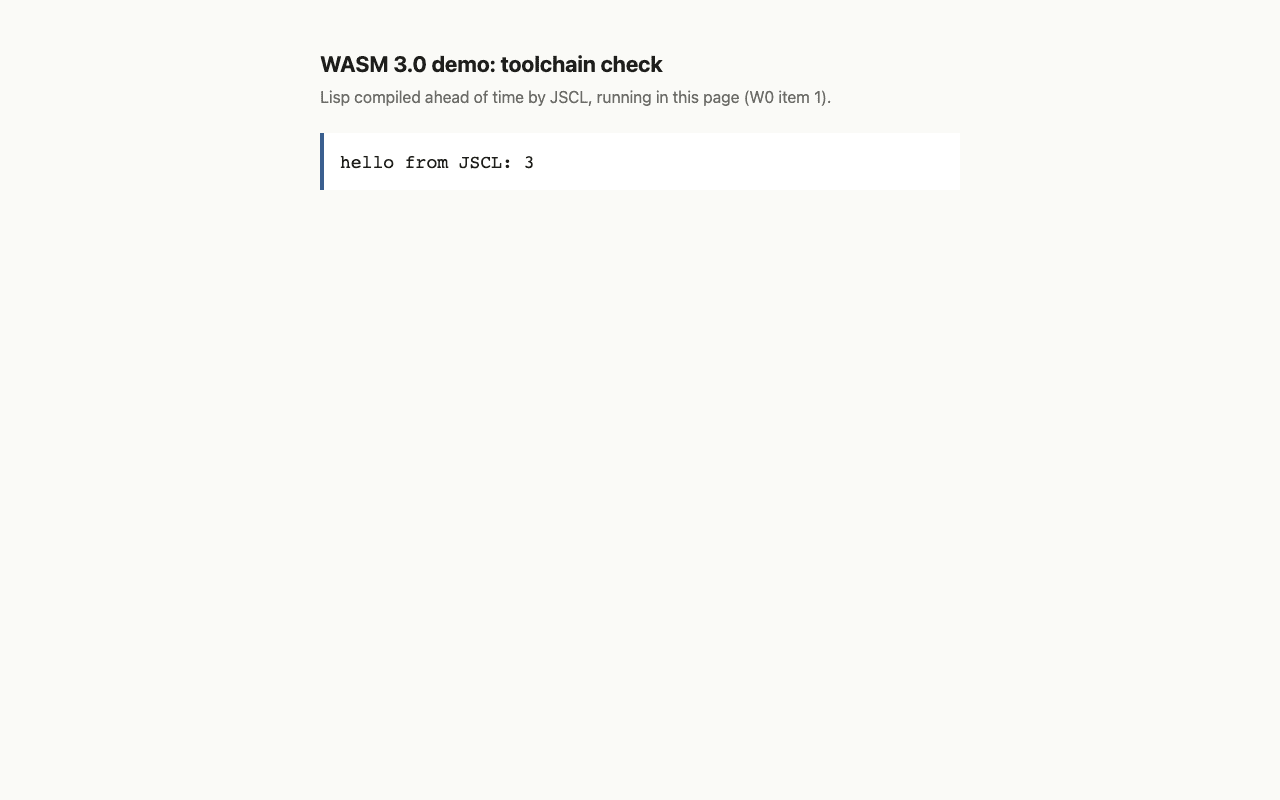 WASM 3.0 demo: toolchain check
Lisp compiled ahead of time by JSCL, running in this page (W0 item 1).
hello from JSCL: 3